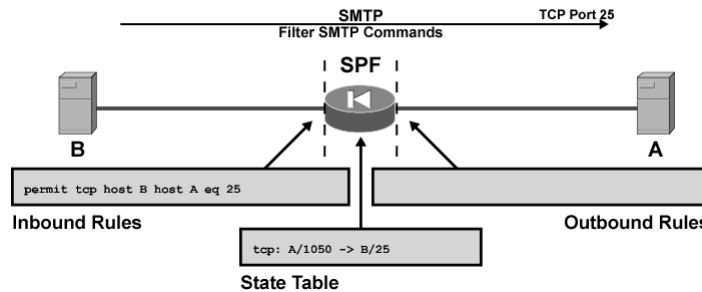 SMTP
TCP Port 25
Filter SMTP Commands
SPF
B
A
permit tcp host B host A eq 25
Inbound Rules
Outbound Rules
tcp: A/1050 -> B/25
State Table